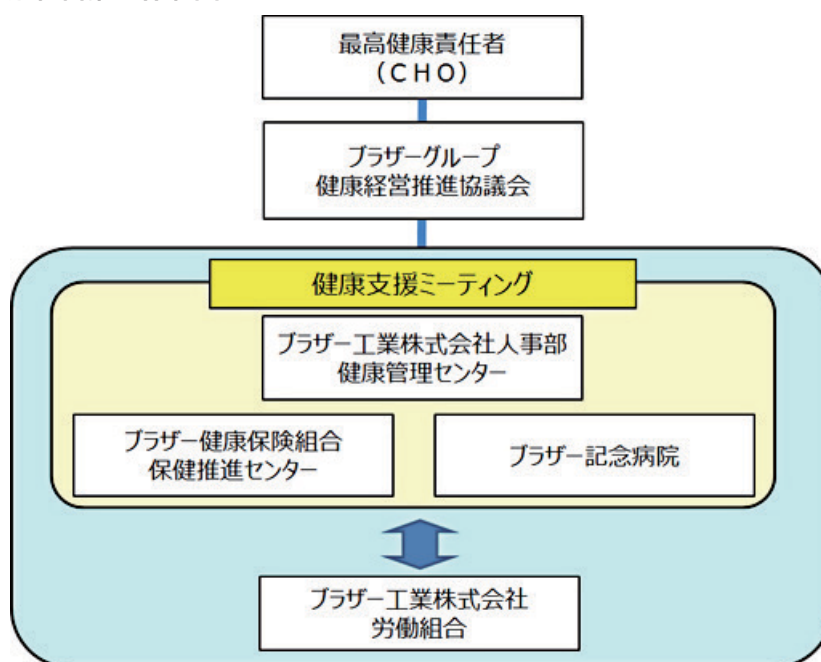 最高健康責任者
（ＣＨＯ）
ブラザーグループ
健康経営推進協議会
健康支援ミーティング
ブラザー工業株式会社人事部
健康管理センター
ブラザー健康保険組合
保健推進センター
ブラザー記念病院
ブラザー工業株式会社
労働組合